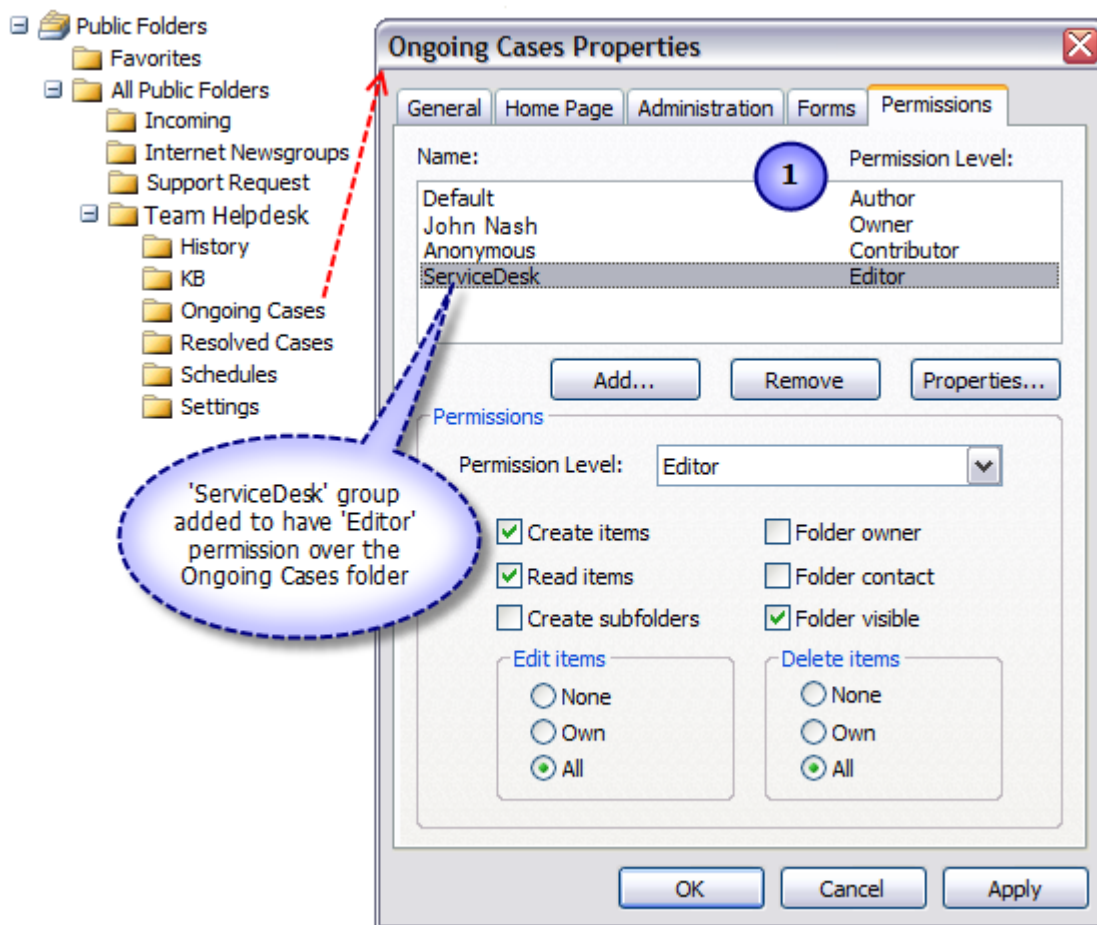 Public Folders
Favorites
All Public Folders
Incoming
Internet Newsgroups
Support Request
Team Helpdesk
History
KB
Ongoing Cases
Resolved Cases
Schedules
Settings
'ServiceDesk' group
added to have 'Editor'
permission over the
Ongoing Cases folder
Ongoing Cases Properties
General Home Page Administration Forms Permissions
Name: 1 Permission Level:
Default Author
John Nash Owner
Anonymous Contributor
ServiceDesk Editor
Add... Remove Properties...
Permissions
Permission Level: Editor
Create items Folder owner
Read items Folder contact
Create subfolders Folder visible
Edit items Delete items
None None
Own Own
All All
OK Cancel Apply